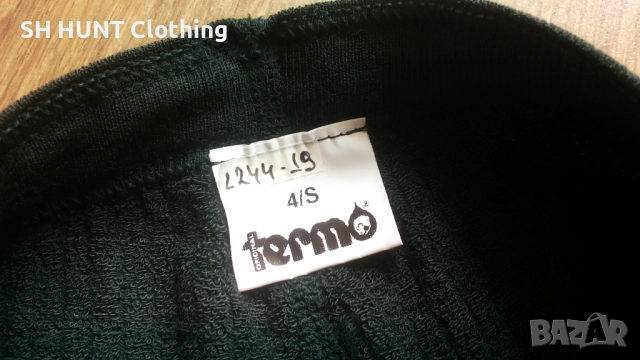 SH HUNT Clothing
2244-19
4/S
ORIGINAL
termo
®
BAZAR